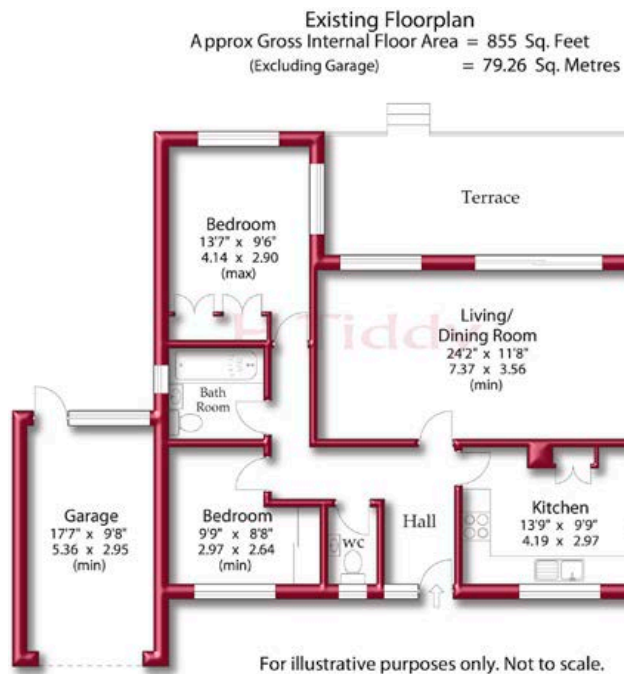 Existing Floorplan
Approx Gross Internal Floor Area = 855 Sq. Feet
(Excluding Garage) = 79.26 Sq. Metres
Terrace
Bedroom
13'7" x 9'6"
4.14 x 2.90
(max)
Living/
Dining Room
24'2" x 11'8"
7.37 x 3.56
(min)
H Tiddy
Bath
Room
Garage
17'7" x 9'8"
5.36 x 2.95
(min)
Bedroom
9'9" x 8'8"
2.97 x 2.64
(min)
wc
Hall
Kitchen
13'9" x 9'9"
4.19 x 2.97
For illustrative purposes only. Not to scale.